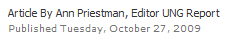 Article By Ann Priestman, Editor UNG Report
Published Tuesday, October 27, 2009